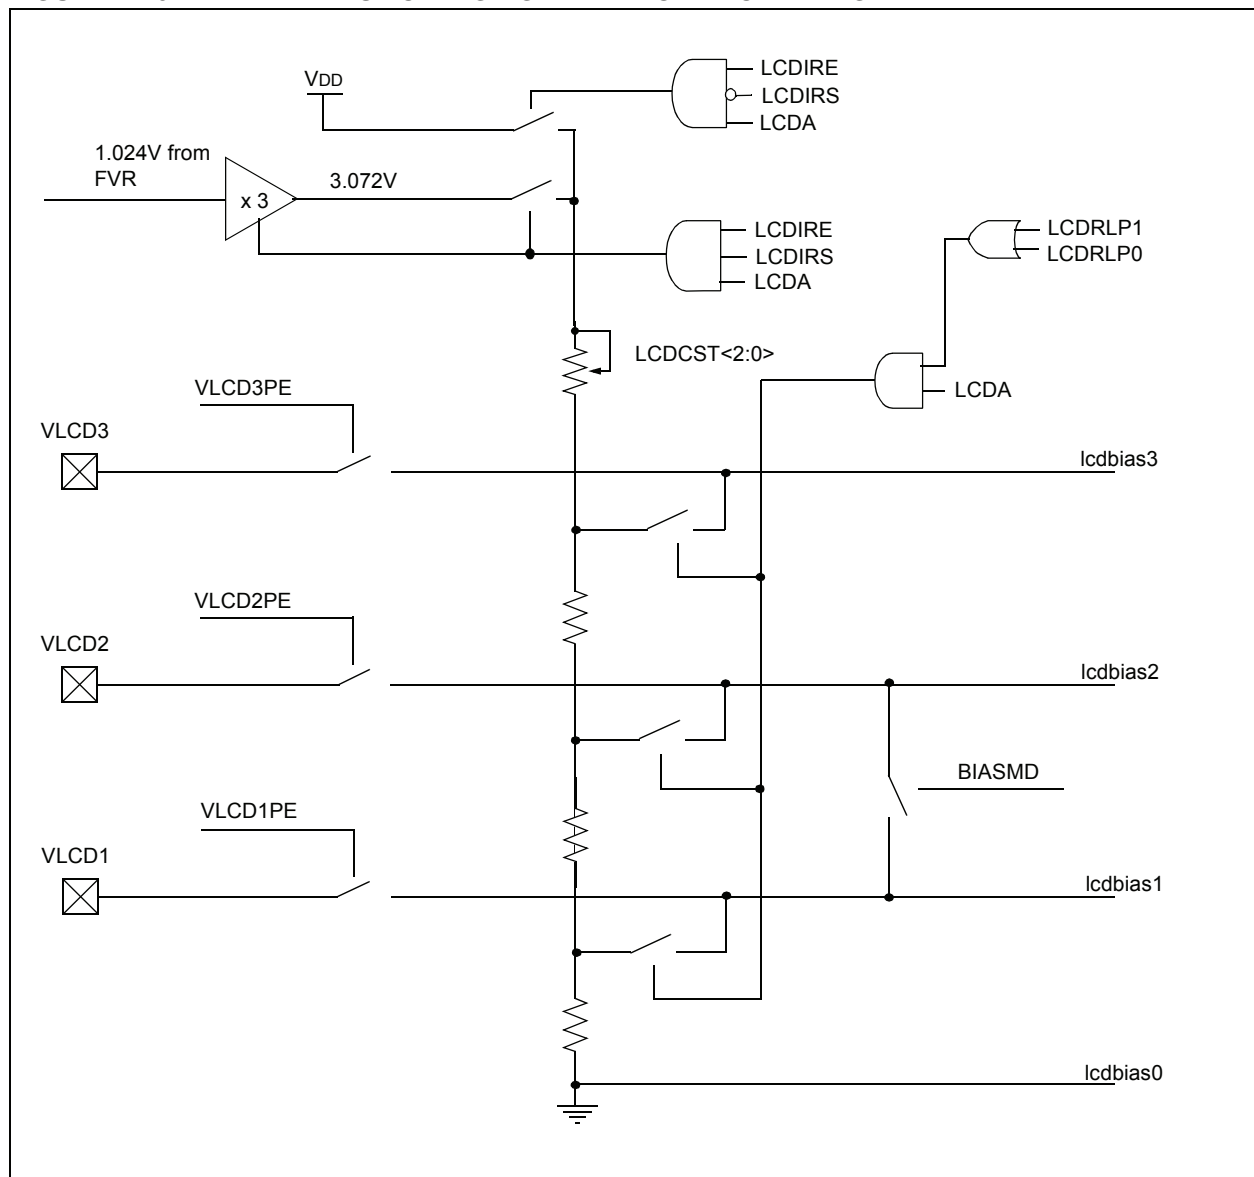 VDD
LCDIRE
LCDIRS
LCDA
1.024V from
FVR
x 3
3.072V
LCDIRE
LCDIRS
LCDA
LCDRLP1
LCDRLP0
LCDCST<2:0>
LCDA
VLCD3PE
VLCD3
lcdbias3
VLCD2PE
VLCD2
lcdbias2
BIASMD
VLCD1PE
VLCD1
lcdbias1
lcdbias0